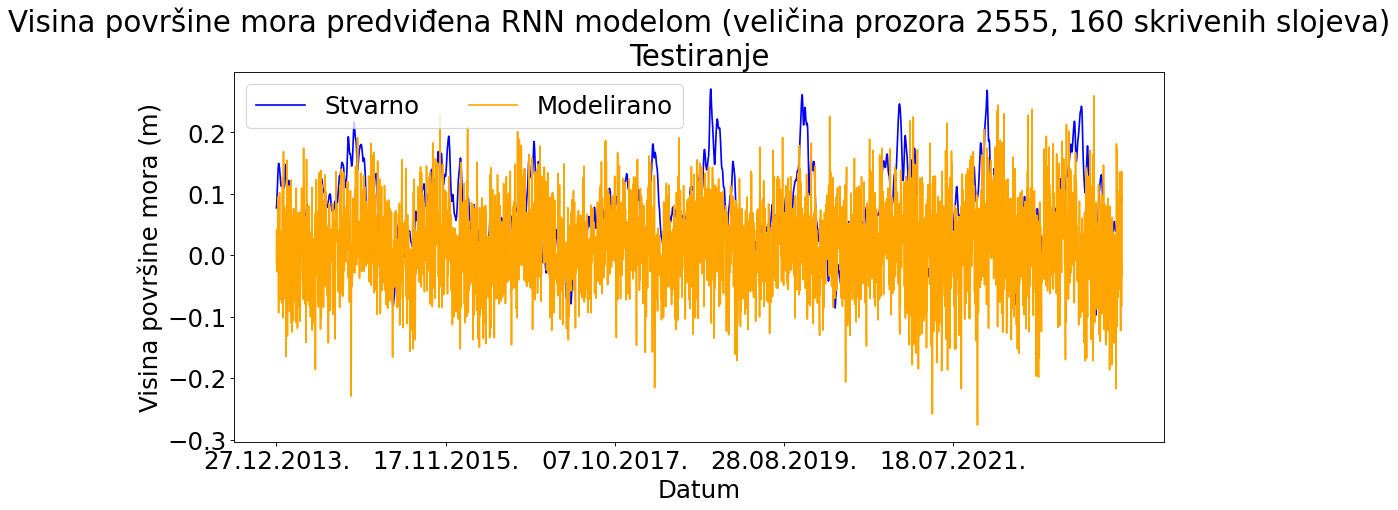 Visina površine mora predviđena RNN modelom (veličina prozora 2555, 160 skrivenih slojeva)
Testiranje
Stvarno
Modelirano
Visina površine mora (m)
0.2
0.1
0.0
−0.1
−0.2
−0.3
27.12.2013.
17.11.2015.
07.10.2017.
28.08.2019.
18.07.2021.
Datum